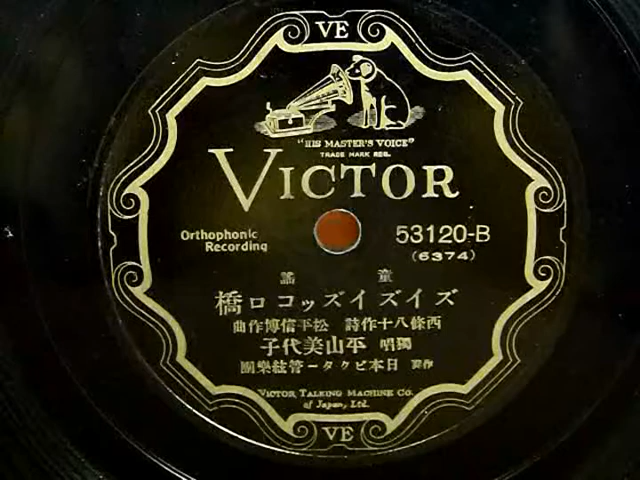 VE
"HIS MASTER'S VOICE"
TRADE MARK REG.
VICTOR
Orthophonic
Recording
53120-B
(6374)
童謠
ズイズイズッコロ橋
西條八十作詩 松平信博作曲
獨唱 平山美代子
伴奏 日本ビクター管絃樂團
VICTOR TALKING MACHINE CO.
of Japan, Ltd.
VE